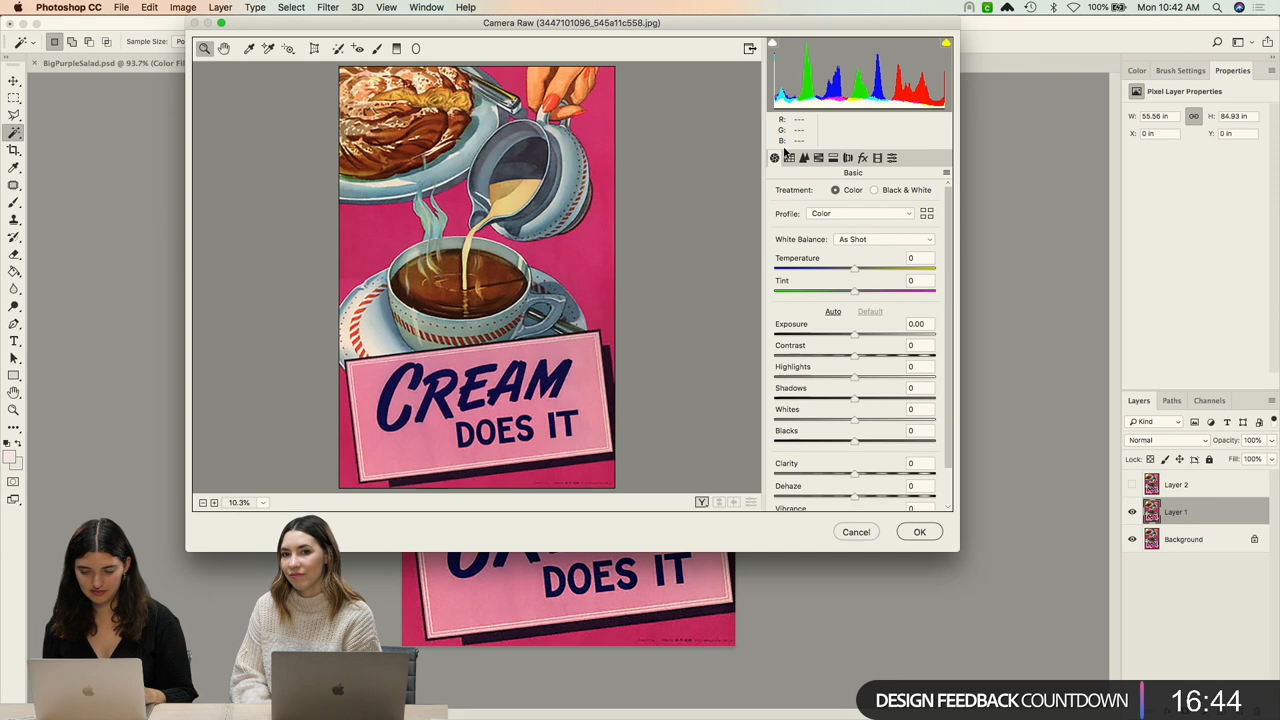 Photoshop CC File Edit Image Layer Type Select Filter 3D View Window Help 100% Mon 10:42 AM
Camera Raw (3447101096_545a11c558.jpg)
Sample Size:
BigPurpleSalad.psd @ 93.7% (Color Fil
CREAM
DOES IT
10.3%
Y
DOES IT
R: ---
G: ---
B: ---
fx
Basic
Treatment: Color Black & White
Profile: Color
White Balance: As Shot
Temperature 0
Tint 0
Auto Default
Exposure 0.00
Contrast 0
Highlights 0
Shadows 0
Whites 0
Blacks 0
Clarity 0
Dehaze 0
Vibrance
Cancel OK
Color Brush Settings Properties
Pixel Layer Properties
W: 55.56 in H: 84.93 in
X: 0 in Y: 0 in
Layers Paths Channels
Kind
Normal Opacity: 100%
Lock: Fill: 100%
Layer 2
Layer 1
Background
DESIGN FEEDBACK COUNTDOWN 16:44